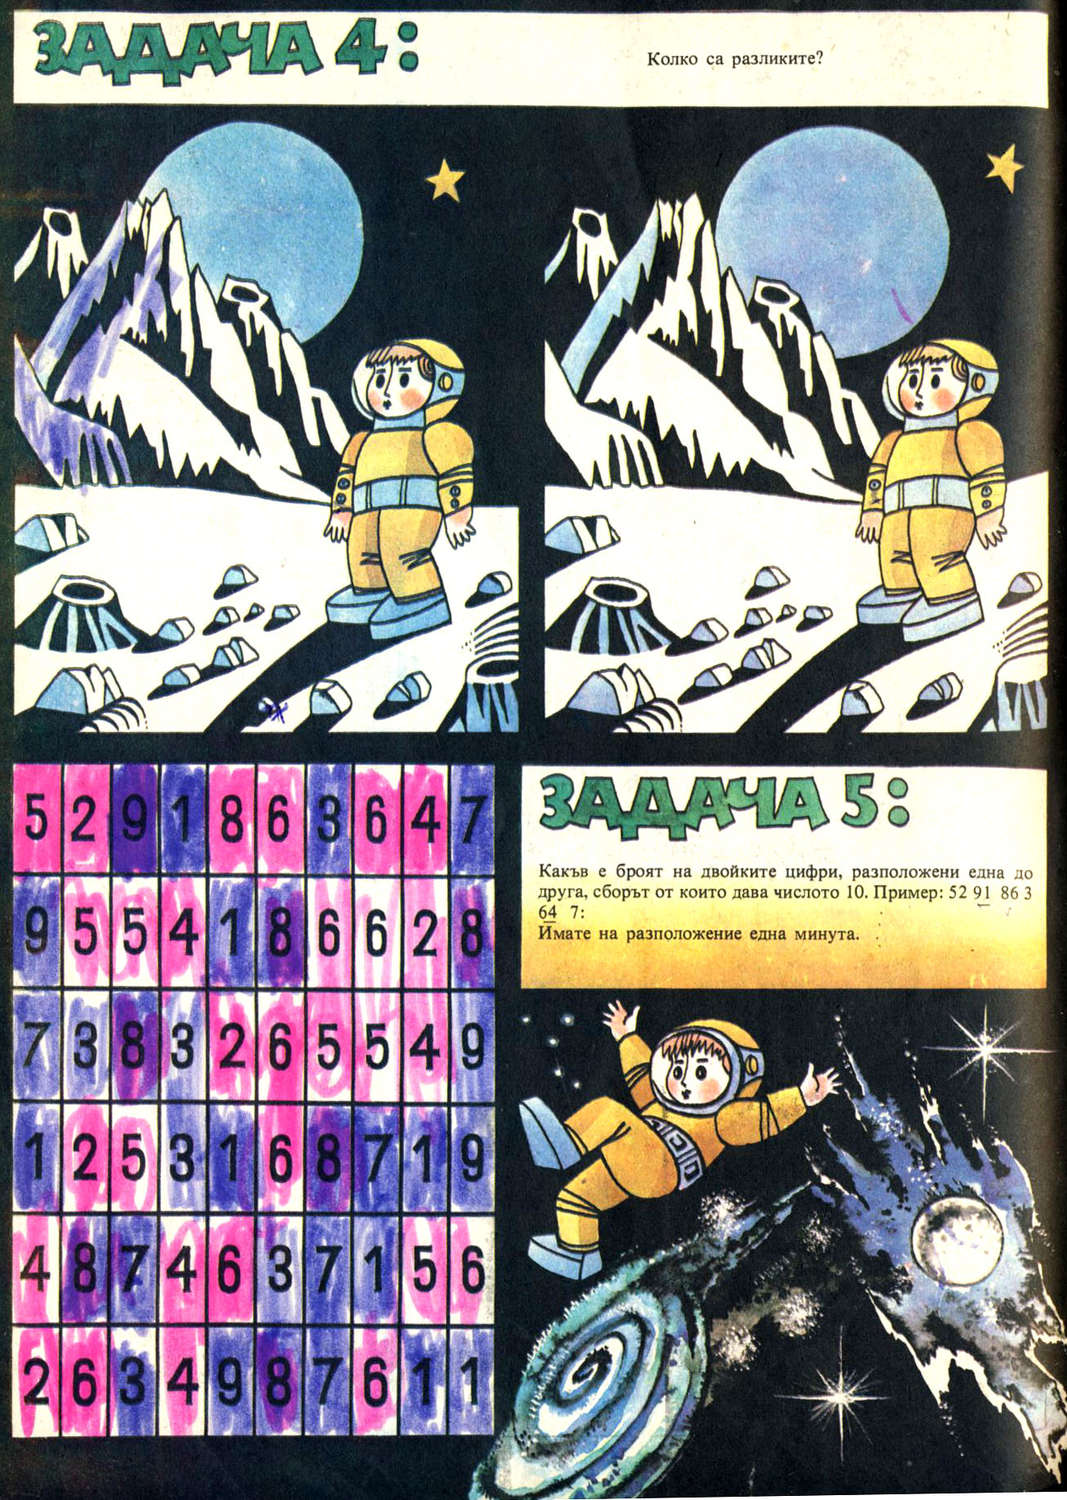 ЗАДАЧА 4:
Колко са разликите?
5 2 9 1 8 6 3 6 4 7
9 5 5 4 1 8 6 6 2 8
7 3 8 3 2 6 5 5 4 9
1 2 5 3 1 6 8 7 1 9
4 8 7 4 6 3 7 1 5 6
2 6 3 4 9 8 7 6 1 1
ЗАДАЧА 5:
Какъв е броят на двойките цифри, разположени една до
друга, сборът от които дава числото 10. Пример: 52 91 86 3
64 7:
Имате на разположение една минута.